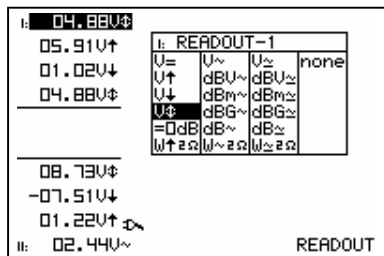 I: 04.88V⇕
05.91V↑
01.02V↓
04.88V⇕
I: READOUT-1
V= V~ V≃ none
V↑ dBV~ dBV≃
V↓ dBm~ dBm≃
V⇕ dBG~ dBG≃
=0dB dB~ dB≃
W↑2Ω W~2Ω W≃2Ω
08.73V⇕
-07.51V↓
01.22V↑
II: 02.44V~ READOUT